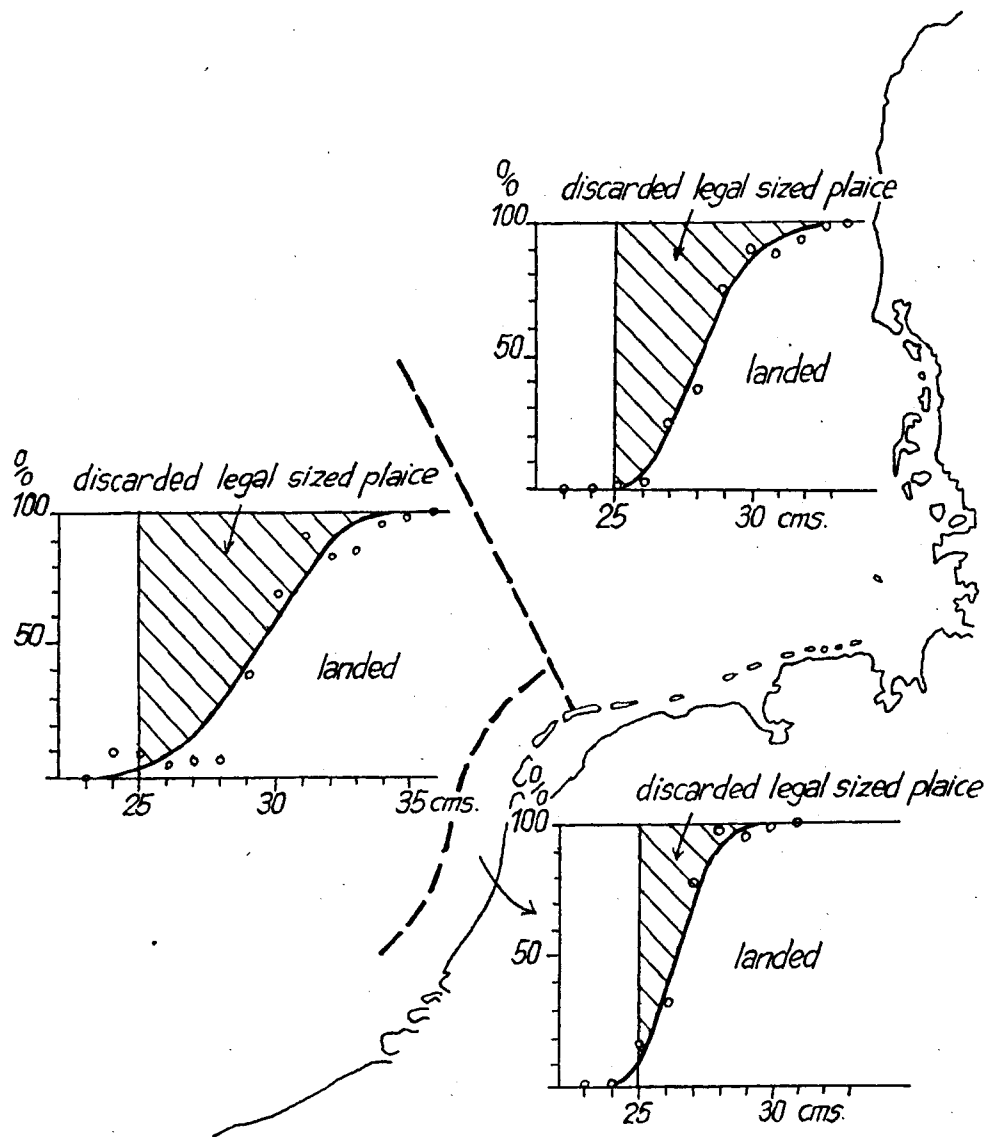 %
discarded legal sized plaice
100
50
landed
25
30 cms.
%
discarded legal sized plaice
100
50
landed
25
30
35 cms.
%
discarded legal sized plaice
100
50
landed
25
30 cms.